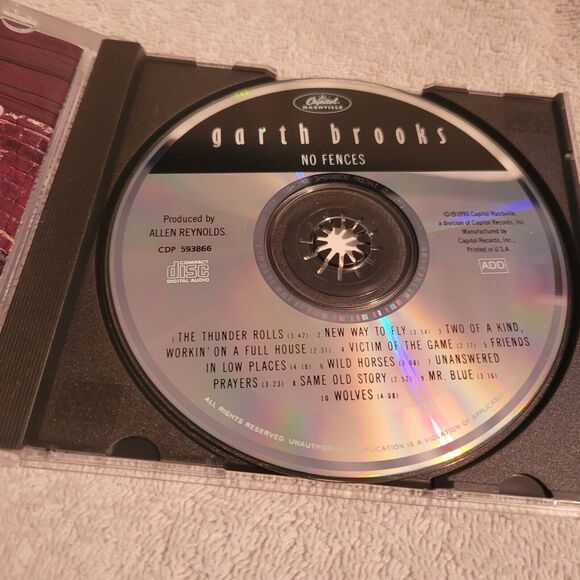 Capitol
NASHVILLE
garth brooks
NO FENCES
Produced by
ALLEN REYNOLDS.
CDP 593866
COMPACT
disc
DIGITAL AUDIO
©℗1990 Capitol Nashville,
a division of Capitol Records, Inc.
Manufactured by
Capitol Records, Inc.,
Printed in U.S.A.
ADD
1 THE THUNDER ROLLS (3:42) 2 NEW WAY TO FLY (3:54) 3 TWO OF A KIND,
WORKIN' ON A FULL HOUSE (2:31) 4 VICTIM OF THE GAME (2:17) 5 FRIENDS
IN LOW PLACES (4:18) 6 WILD HORSES (3:08) 7 UNANSWERED
PRAYERS (3:23) 8 SAME OLD STORY (2:52) 9 MR. BLUE (3:16)
10 WOLVES (4:08)
ALL RIGHTS RESERVED. UNAUTHORIZED DUPLICATION IS A VIOLATION OF APPLICABLE